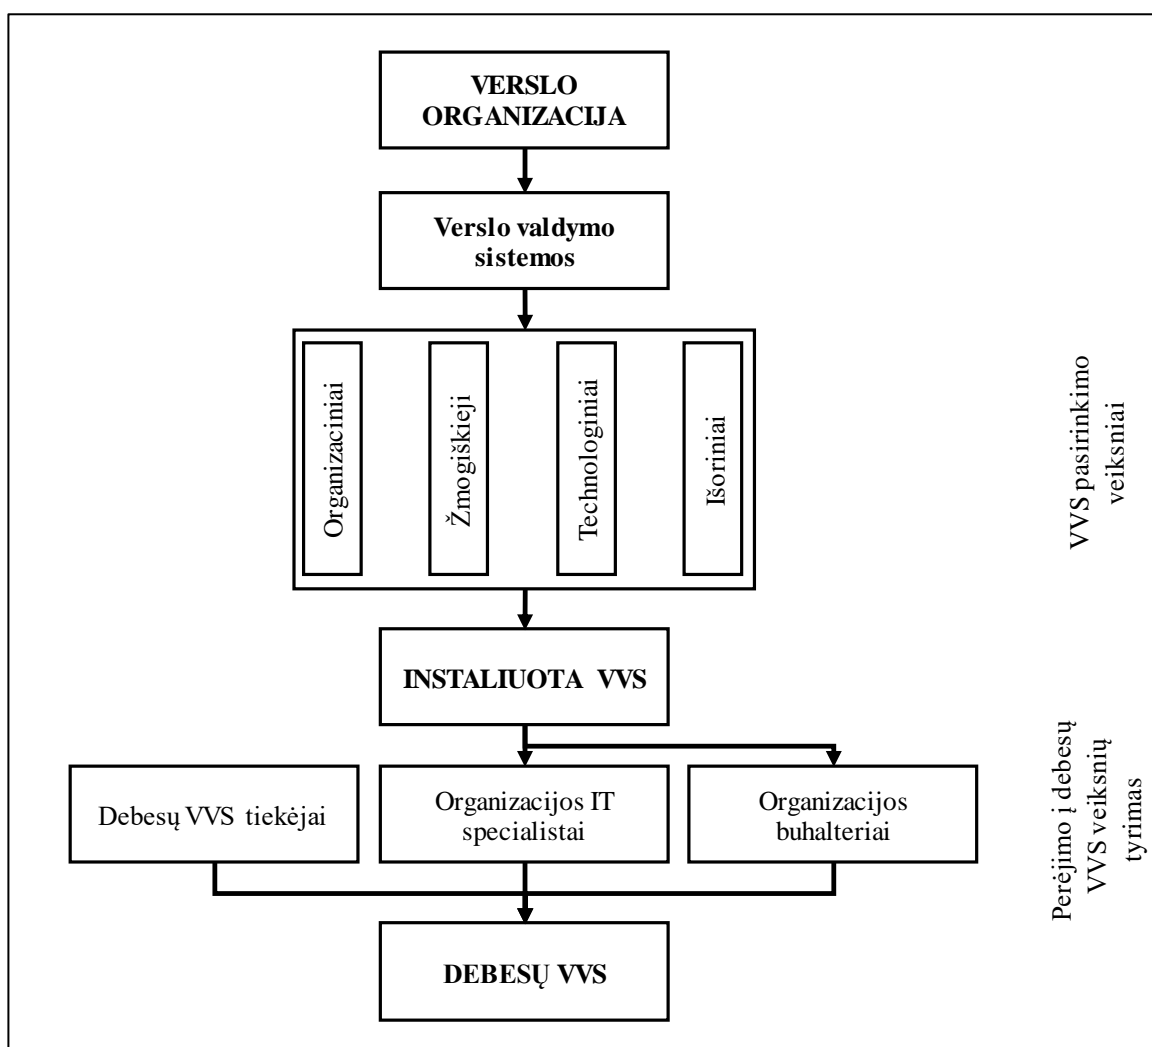 VERSLO
ORGANIZACIJA
Verslo valdymo
sistemos
Organizaciniai
Žmogiškieji
Technologiniai
Išoriniai
VVS pasirinkimo
veiksniai
INSTALIUOTA VVS
Debesų VVS tiekėjai
Organizacijos IT
specialistai
Organizacijos
buhalteriai
Perėjimo į debesų
VVS veiksnių
tyrimas
DEBESŲ VVS